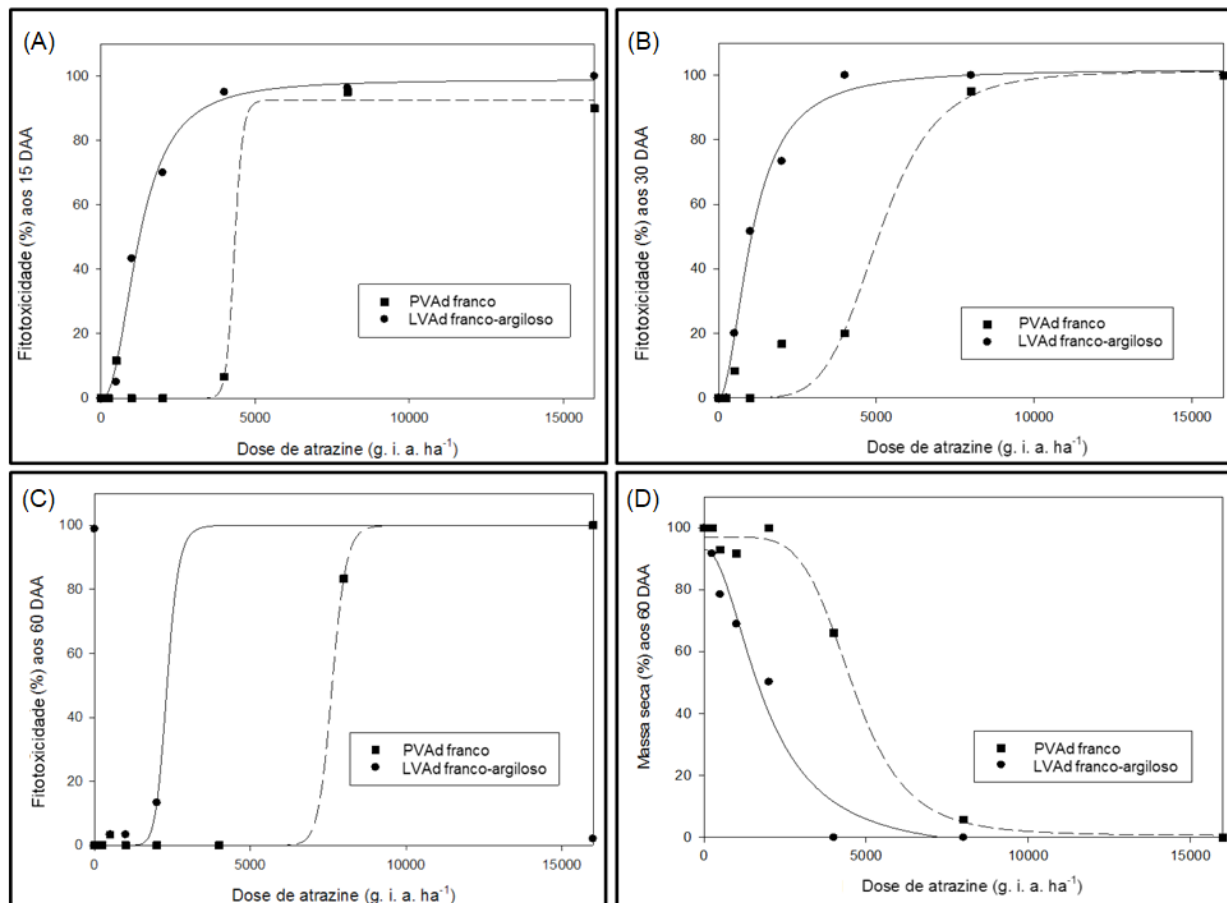 (A)
Fitotoxicidade (%) aos 15 DAA
100
80
60
40
20
0
0 5000 10000 15000
PVAd franco
LVAd franco-argiloso
Dose de atrazine (g. i. a. ha-1)
(B)
Fitotoxicidade (%) aos 30 DAA
100
80
60
40
20
0
0 5000 10000 15000
PVAd franco
LVAd franco-argiloso
Dose de atrazine (g. i. a. ha-1)
(C)
Fitotoxicidade (%) aos 60 DAA
100
80
60
40
20
0
0 5000 10000 15000
PVAd franco
LVAd franco-argiloso
Dose de atrazine (g. i. a. ha-1)
(D)
Massa seca (%) aos 60 DAA
100
80
60
40
20
0
0 5000 10000 15000
PVAd franco
LVAd franco-argiloso
Dose de atrazine (g. i. a. ha-1)